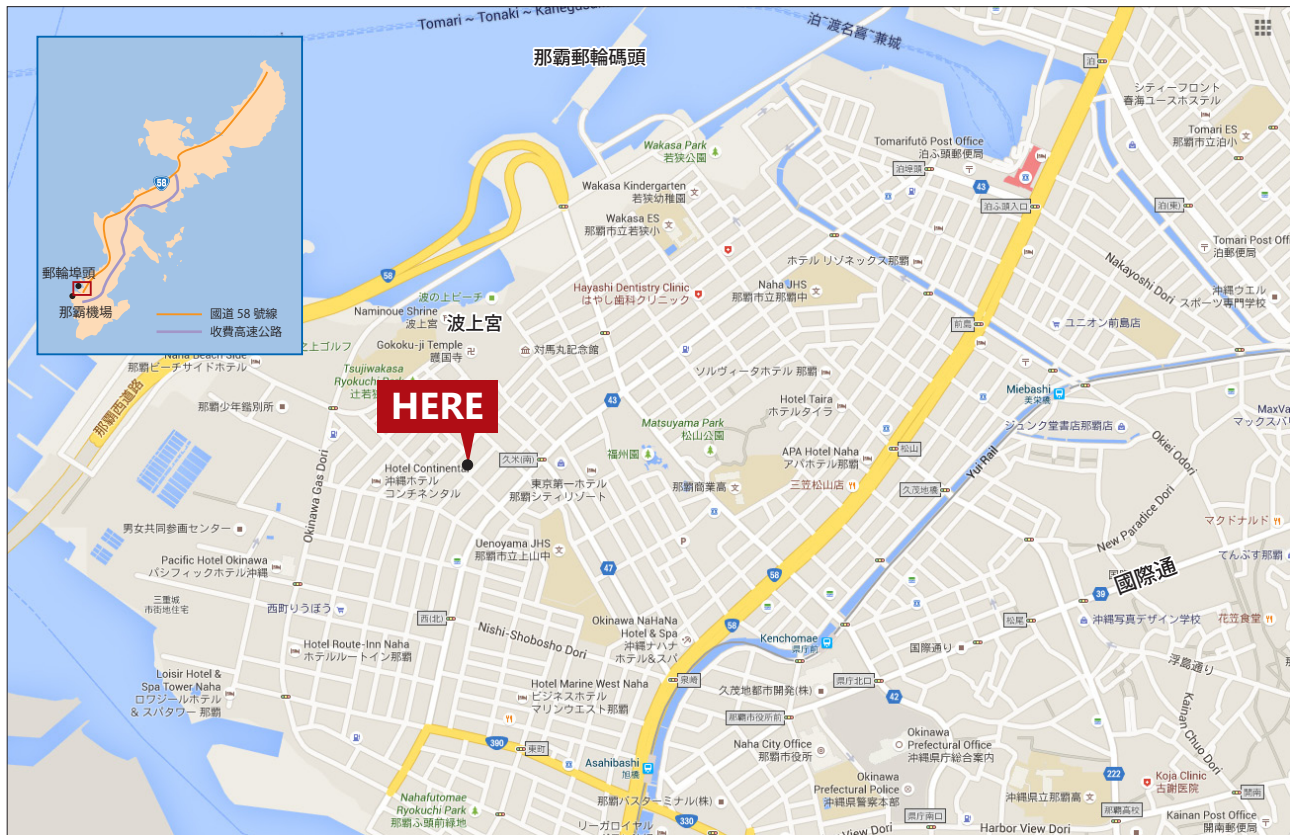 Tomari ~ Tonaki ~ Kanegusu
泊~渡名喜~兼城
那霸郵輪碼頭
58
郵輪埠頭
那霸機場
國道 58 號線
收費高速公路
泊
シティーフロント
春海ユースホステル
Tomari ES
那覇市立泊小
Tomarifutō Post Office
泊ふ頭郵便局
泊埠頭
43
泊ふ頭入口
泊(東)
Tomari Post Office
泊郵便局
Wakasa Park
若狭公園
Wakasa Kindergarten
若狭幼稚園
Wakasa ES
那覇市立若狭小
ホテル リゾネックス那覇
Nakayoshi Dori
沖縄ウエル
スポーツ専門学校
58
Hayashi Dentistry Clinic
はやし歯科クリニック
Naha JHS
那覇市立那覇中
波の上ビーチ
Naminoue Shrine
波上宮
波上宮
前島
ユニオン前島店
Gokoku-ji Temple
護国寺
対馬丸記念館
之上ゴルフ
Naha Beach Side
那覇ビーチサイドホテル
Tsujiwakasa
Ryokuchi Park
辻若狭
ソルヴィータホテル 那覇
Miebashi
美栄橋
HERE
那覇西道路
那覇少年鑑別所
43
Hotel Taira
ホテルタイラ
Matsuyama Park
松山公園
ジュンク堂書店那覇店
MaxVa
マックスバリ
Okiei Odori
松山
福州園
久米(南)
APA Hotel Naha
アパホテル那覇
Yui Rail
Hotel Continental
沖縄ホテル
コンチネンタル
東京第一ホテル
那覇シティリゾート
那覇商業高
三笠松山店
久茂地橋
Okinawa Gas Dori
男女共同参画センター
New Paradice Dori
マクドナルド
Uenoyama JHS
那覇市立上山中
P
てんぶす那覇
Pacific Hotel Okinawa
パシフィックホテル沖縄
47
58
國際通
39
三重城
市街地住宅
西町りうぼう
西(北)
Okinawa NaHaNa
Hotel & Spa
沖縄ナハナ
ホテル&スパ
58
松尾
沖縄写真デザイン学校
花笠食堂
Nishi-Shobosho Dori
Kenchomae
県庁前
国際通り
浮島通り
Hotel Route-Inn Naha
ホテルルートイン那覇
Loisir Hotel &
Spa Tower Naha
ロワジールホテル
& スパタワー 那覇
Hotel Marine West Naha
ビジネスホテル
マリンウエスト那覇
泉崎
久茂地都市開発(株)
県庁北口
42
Kainan Chuo Dori
那覇市役所前
390
東町
Naha City Office
那覇市役所
Okinawa
Prefectural Office
沖縄県庁総合案内
Asahibashi
旭橋
222
Koja Clinic
古謝医院
Okinawa
Prefectural Police
沖縄県警察本部
沖縄県立那覇高
開南
Nahafutomae
Ryokuchi Park
那覇ふ頭前緑地
那覇バスターミナル(株)
那覇高校
県庁南口
330
リーガロイヤル
View Dori
Harbor View Dori
Kainan Post Office
開南郵便局